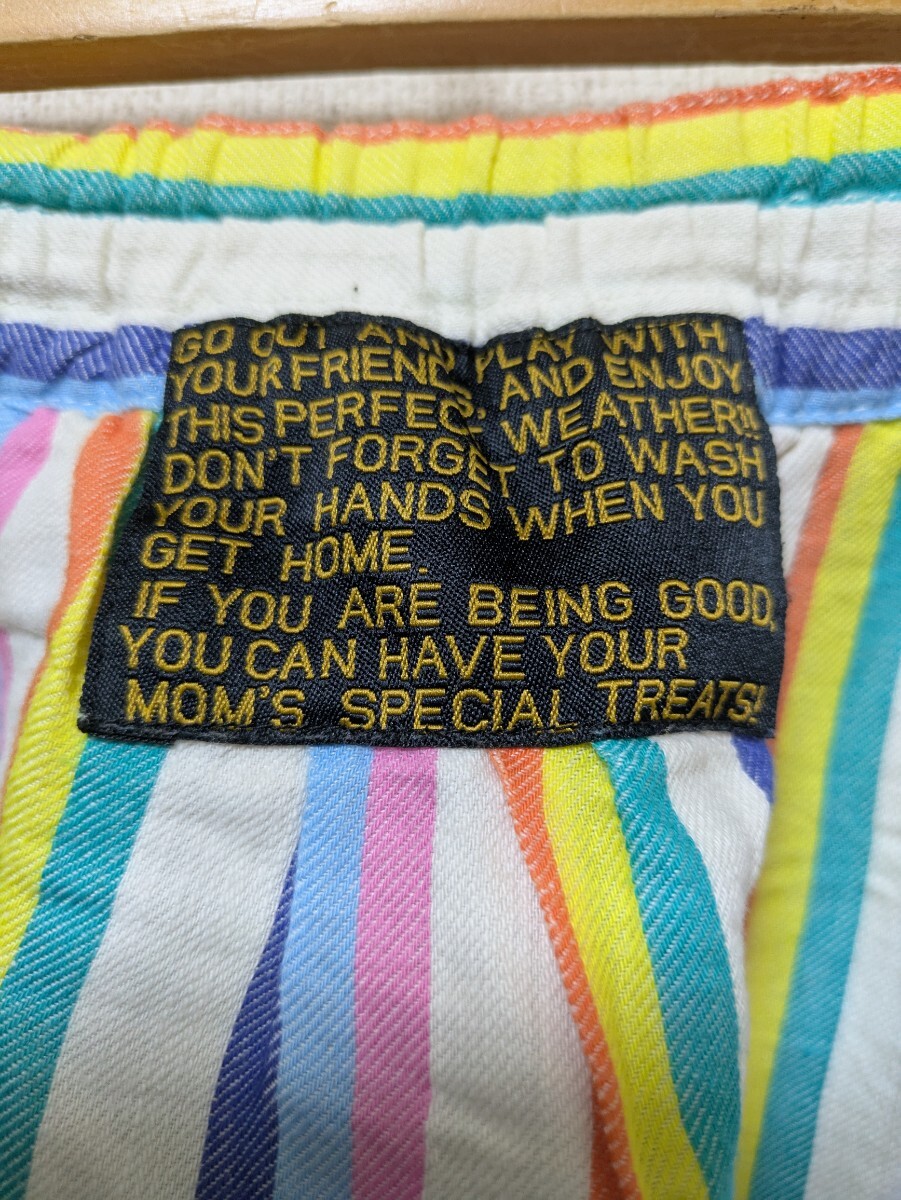 GO OUT AND PLAY WITH
YOUR FRIENDS, AND ENJOY
THIS PERFECT WEATHER!!
DON'T FORGET TO WASH
YOUR HANDS WHEN YOU
GET HOME.
IF YOU ARE BEING GOOD,
YOU CAN HAVE YOUR
MOM'S SPECIAL TREATS!